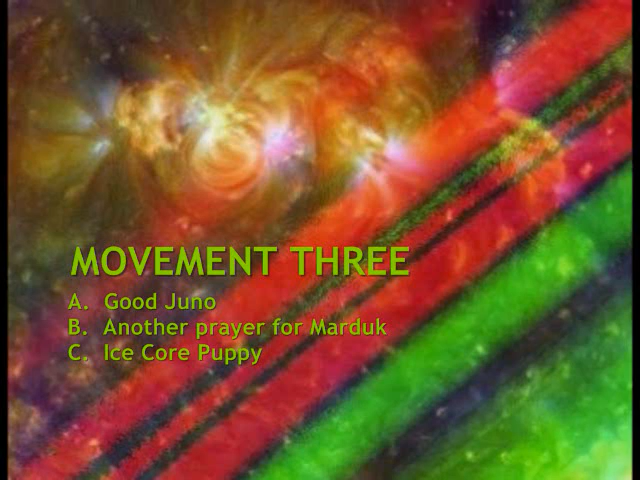 MOVEMENT THREE
A. Good Juno
B. Another prayer for Marduk
C. Ice Core Puppy